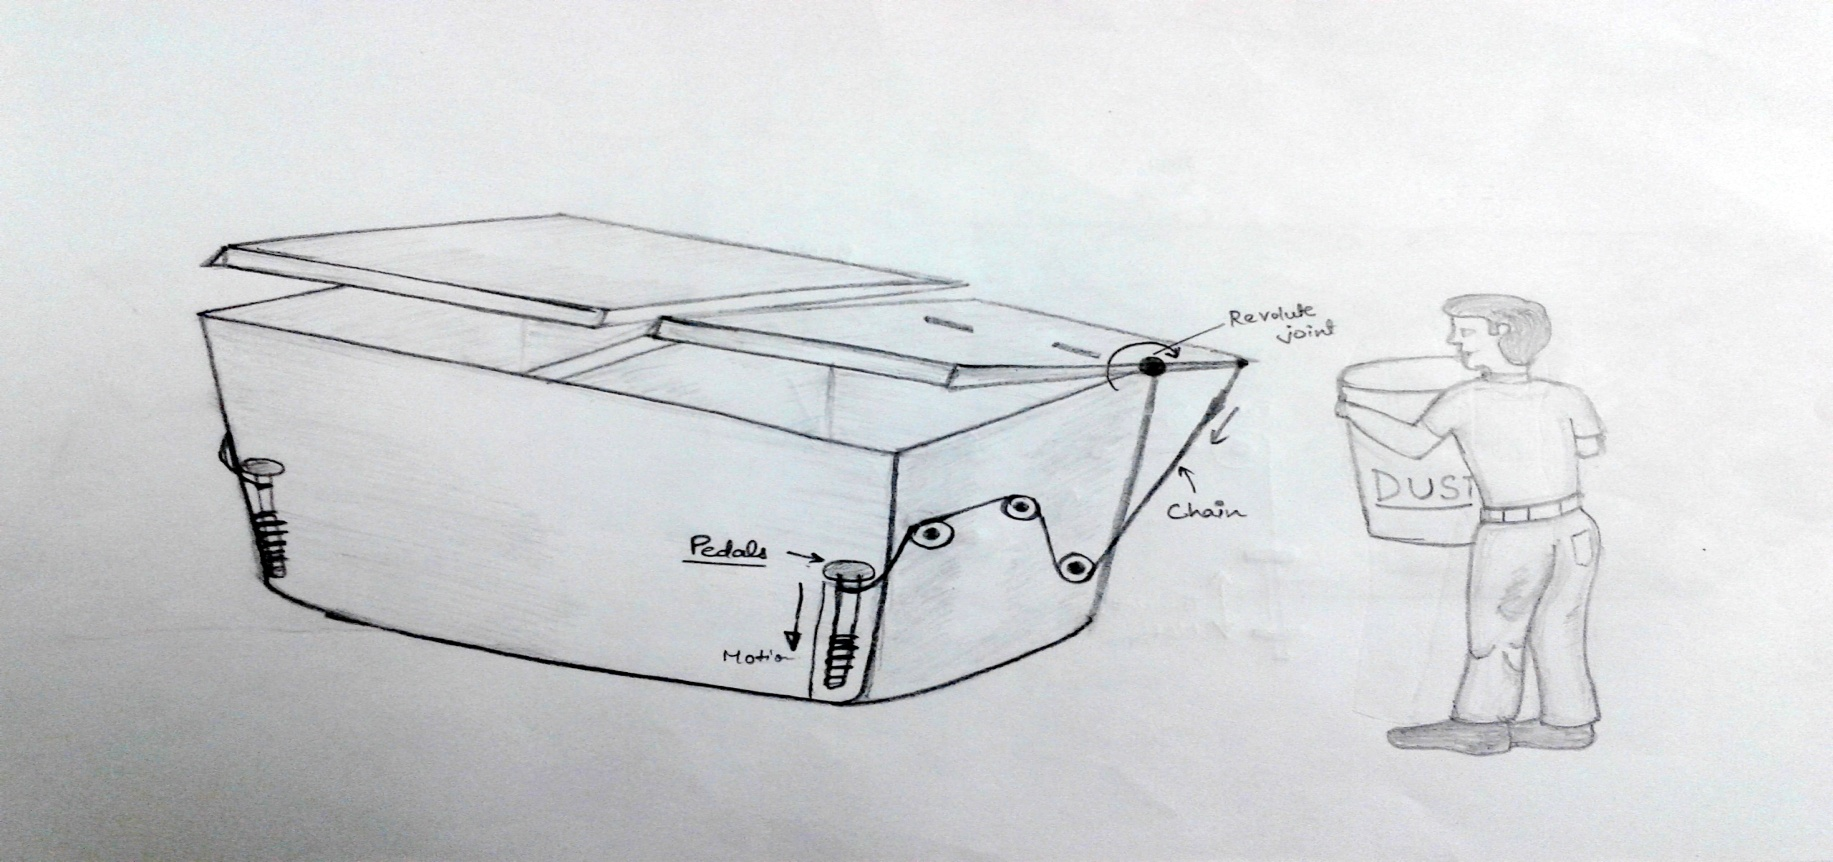 Revolute
joint
Chain
Pedals
Motion
DUST